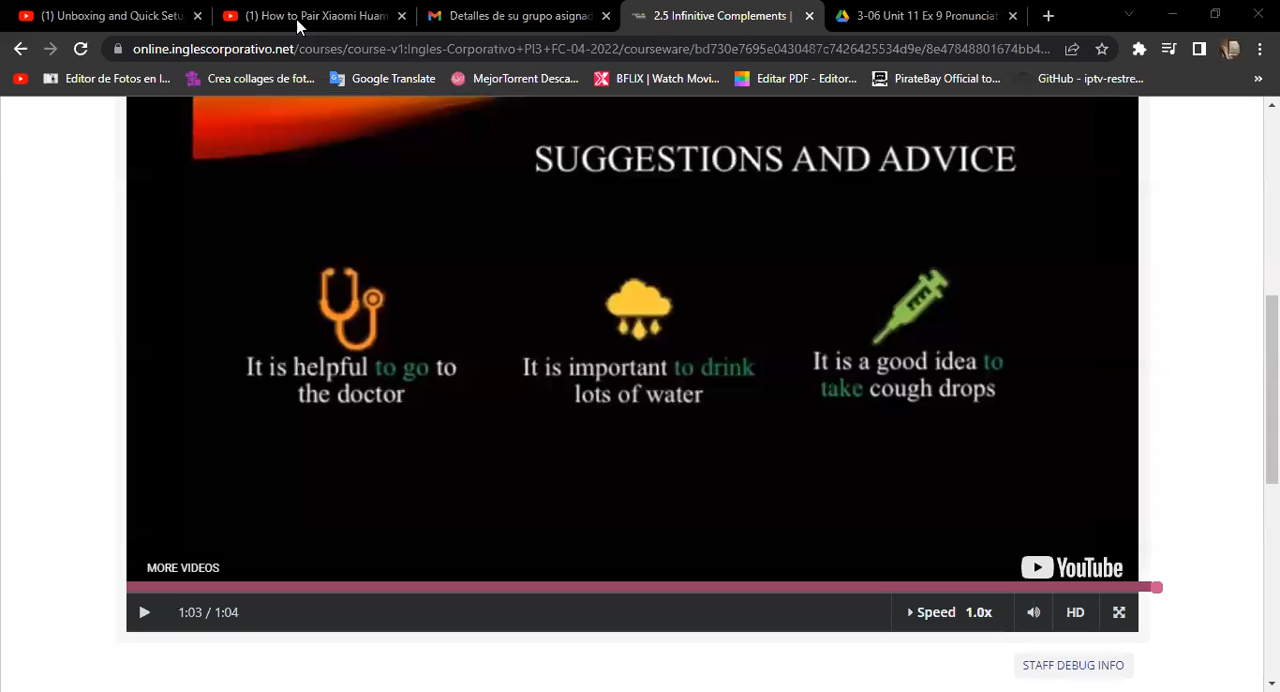 (1) Unboxing and Quick Setu
(1) How to Pair Xiaomi Huam
Detalles de su grupo asignad
2.5 Infinitive Complements |
3-06 Unit 11 Ex 9 Pronunciat
online.inglescorporativo.net/courses/course-v1:Ingles-Corporativo+PI3+FC-04-2022/courseware/bd730e7695e0430487c7426425534d9e/8e47848801674bb4...
Editor de Fotos en l...
Crea collages de fot...
Google Translate
MejorTorrent Desca...
BFLIX | Watch Movi...
Editar PDF - Editor...
PirateBay Official to...
GitHub - iptv-restre...
»
SUGGESTIONS AND ADVICE
It is helpful to go to
the doctor
It is important to drink
lots of water
It is a good idea to
take cough drops
MORE VIDEOS
YouTube
1:03 / 1:04
Speed 1.0x
HD
STAFF DEBUG INFO